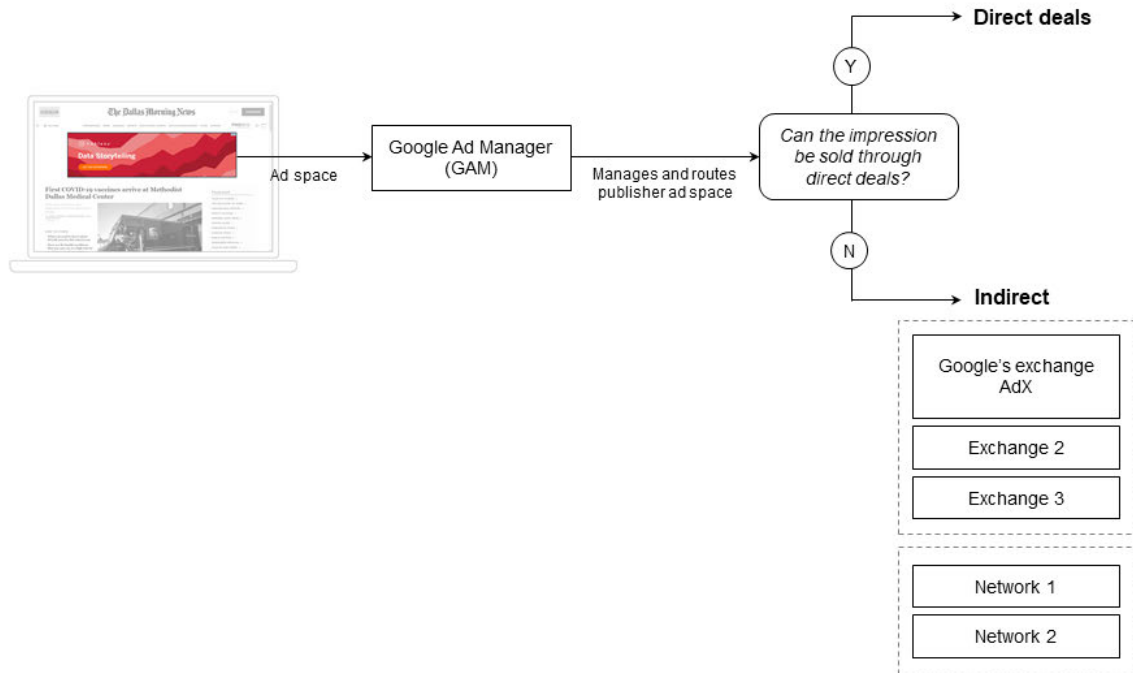 Direct deals
Y
The Dallas Morning News
Data Storytelling
Ad space
Google Ad Manager
(GAM)
Manages and routes
publisher ad space
Can the impression
be sold through
direct deals?
First COVID-19 vaccines arrive at Methodist
Dallas Medical Center
N
Indirect
Google’s exchange
AdX
Exchange 2
Exchange 3
Network 1
Network 2